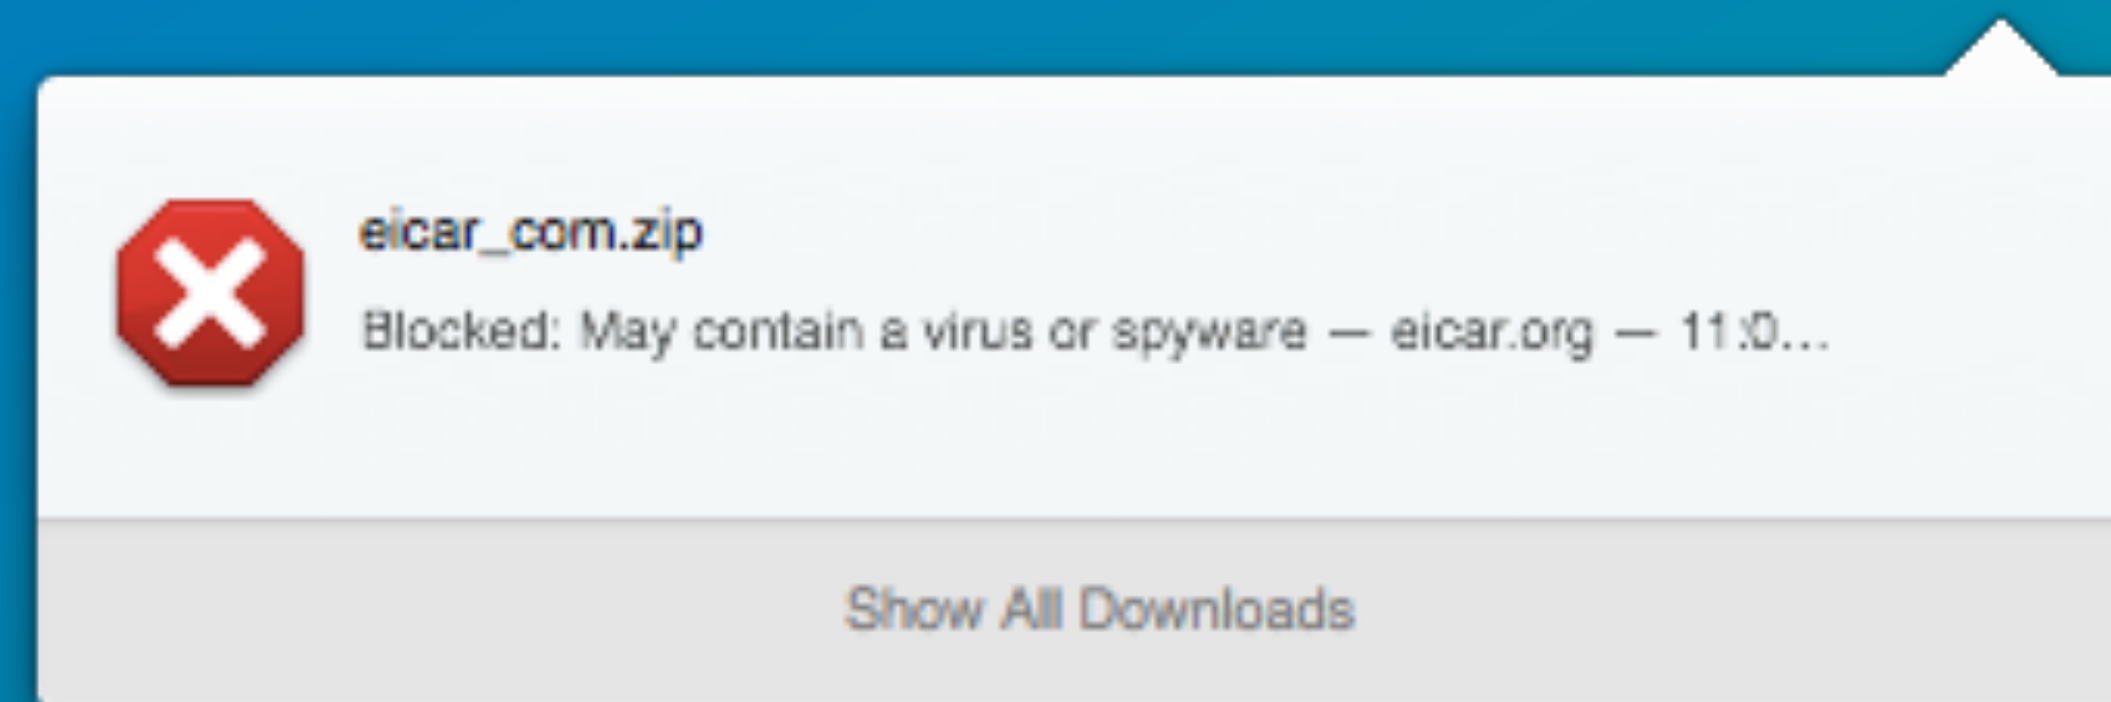 eicar_com.zip
Blocked: May contain a virus or spyware — eicar.org — 11:0...
Show All Downloads